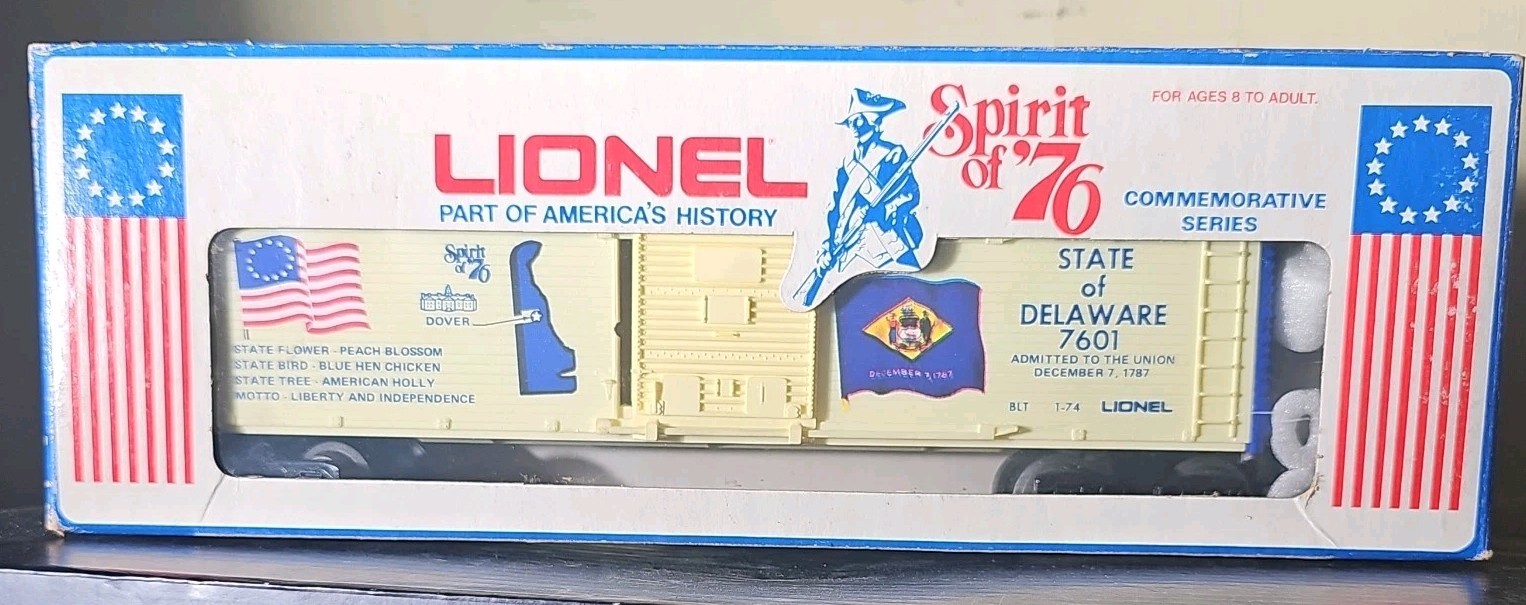 LIONEL
PART OF AMERICA'S HISTORY
Spirit
of '76
FOR AGES 8 TO ADULT.
COMMEMORATIVE
SERIES
Spirit
of '76
DOVER
STATE FLOWER - PEACH BLOSSOM
STATE BIRD - BLUE HEN CHICKEN
STATE TREE - AMERICAN HOLLY
MOTTO - LIBERTY AND INDEPENDENCE
DECEMBER 7, 1787
STATE
of
DELAWARE
7601
ADMITTED TO THE UNION
DECEMBER 7, 1787
BLT 1-74 LIONEL